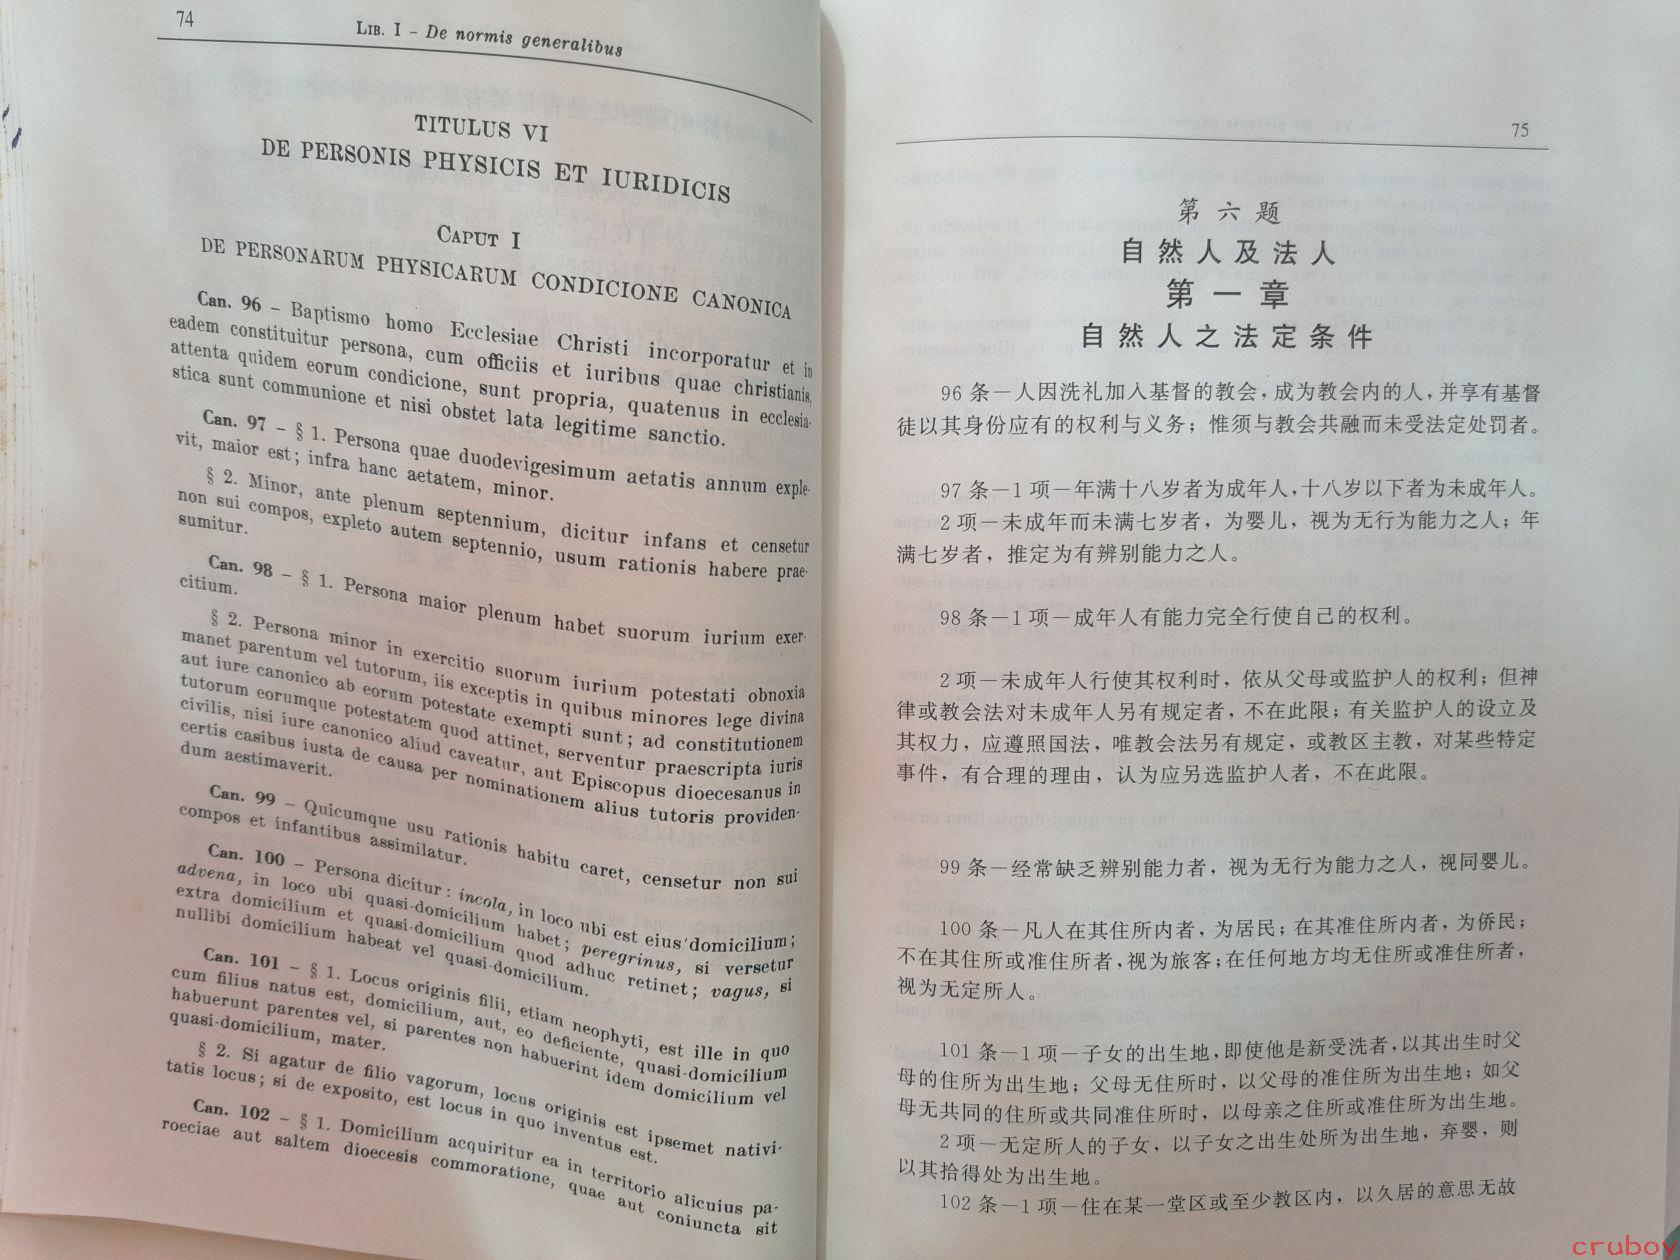 74
LIB. I – De normis generalibus
TITULUS VI
DE PERSONIS PHYSICIS ET IURIDICIS
CAPUT I
DE PERSONARUM PHYSICARUM CONDICIONE CANONICA
Can. 96 – Baptismo homo Ecclesiae Christi incorporatur et in
eadem constituitur persona, cum officiis et iuribus quae christianis,
attenta quidem eorum condicione, sunt propria, quatenus in ecclesia-
stica sunt communione et nisi obstet lata legitime sanctio.
Can. 97 – § 1. Persona quae duodevigesimum aetatis annum exple-
vit, maior est; infra hanc aetatem, minor.
§ 2. Minor, ante plenum septennium, dicitur infans et censetur
non sui compos, expleto autem septennio, usum rationis habere prae-
sumitur.
Can. 98 – § 1. Persona maior plenum habet suorum iurium exer-
citium.
§ 2. Persona minor in exercitio suorum iurium potestati obnoxia
manet parentum vel tutorum, iis exceptis in quibus minores lege divina
aut iure canonico ab eorum potestate exempti sunt; ad constitutionem
tutorum eorumque potestatem quod attinet, serventur praescripta iuris
civilis, nisi iure canonico aliud caveatur, aut Episcopus dioecesanus in
certis casibus iusta de causa per nominationem alius tutoris providen-
dum aestimaverit.
Can. 99 – Quicumque usu rationis habitu caret, censetur non sui
compos et infantibus assimilatur.
Can. 100 – Persona dicitur: incola, in loco ubi est eius domicilium;
advena, in loco ubi quasi-domicilium habet; peregrinus, si versetur
extra domicilium et quasi-domicilium quod adhuc retinet; vagus, si
nullibi domicilium habeat vel quasi-domicilium.
Can. 101 – § 1. Locus originis filii, etiam neophyti, est ille in quo
cum filius natus est, domicilium, aut, eo deficiente, quasi-domicilium
habuerunt parentes vel, si parentes non habuerint idem domicilium vel
quasi-domicilium, mater.
§ 2. Si agatur de filio vagorum, locus originis est ipsemet nativi-
tatis locus; si de exposito, est locus in quo inventus est.
Can. 102 – § 1. Domicilium acquiritur ea in territorio alicuius pa-
roeciae aut saltem dioecesis commoratione, quae aut coniuncta sit
75
第六题
自然人及法人
第一章
自然人之法定条件
96条－人因洗礼加入基督的教会，成为教会内的人，并享有基督
徒以其身份应有的权利与义务；惟须与教会共融而未受法定处罚者。
97条－1项－年满十八岁者为成年人，十八岁以下者为未成年人。
2项－未成年而未满七岁者，为婴儿，视为无行为能力之人；年
满七岁者，推定为有辨别能力之人。
98条－1项－成年人有能力完全行使自己的权利。
2项－未成年人行使其权利时，依从父母或监护人的权利；但神
律或教会法对未成年人另有规定者，不在此限；有关监护人的设立及
其权力，应遵照国法，唯教会法另有规定，或教区主教，对某些特定
事件，有合理的理由，认为应另选监护人者，不在此限。
99条－经常缺乏辨别能力者，视为无行为能力之人，视同婴儿。
100条－凡人在其住所内者，为居民；在其准住所内者，为侨民；
不在其住所或准住所者，视为旅客；在任何地方均无住所或准住所者，
视为无定所人。
101条－1项－子女的出生地，即使他是新受洗者，以其出生时父
母的住所为出生地；父母无住所时，以父母的准住所为出生地；如父
母无共同的住所或共同准住所时，以母亲之住所或准住所为出生地。
2项－无定所人的子女，以子女之出生处所为出生地，弃婴，则
以其拾得处为出生地。
102条－1项－住在某一堂区或至少教区内，以久居的意思无故
cruboy